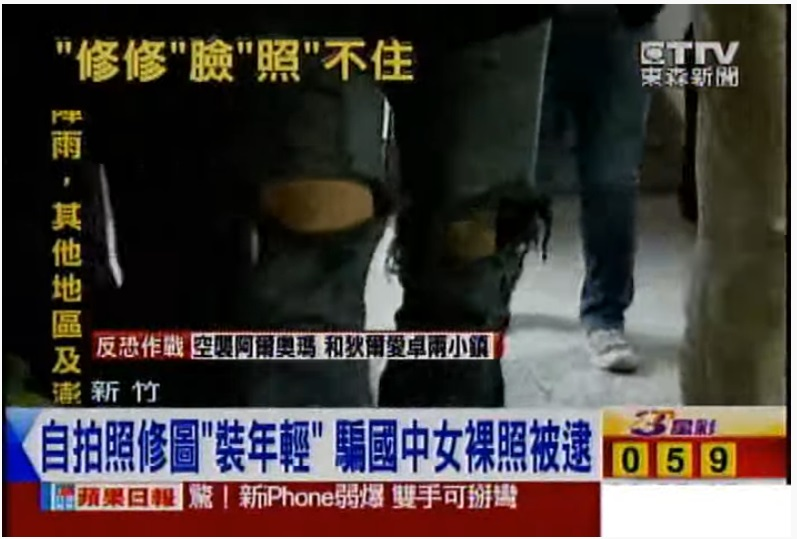 "修修"臉"照"不住
ETTV
東森新聞
陣雨，其他地區及澎
反恐作戰 空襲阿爾奧瑪 和狄爾愛卓兩小鎮
新竹
自拍照修圖"裝年輕" 騙國中女裸照被逮
3星彩
059
蘋果日報 驚！新iPhone弱爆 雙手可掰彎